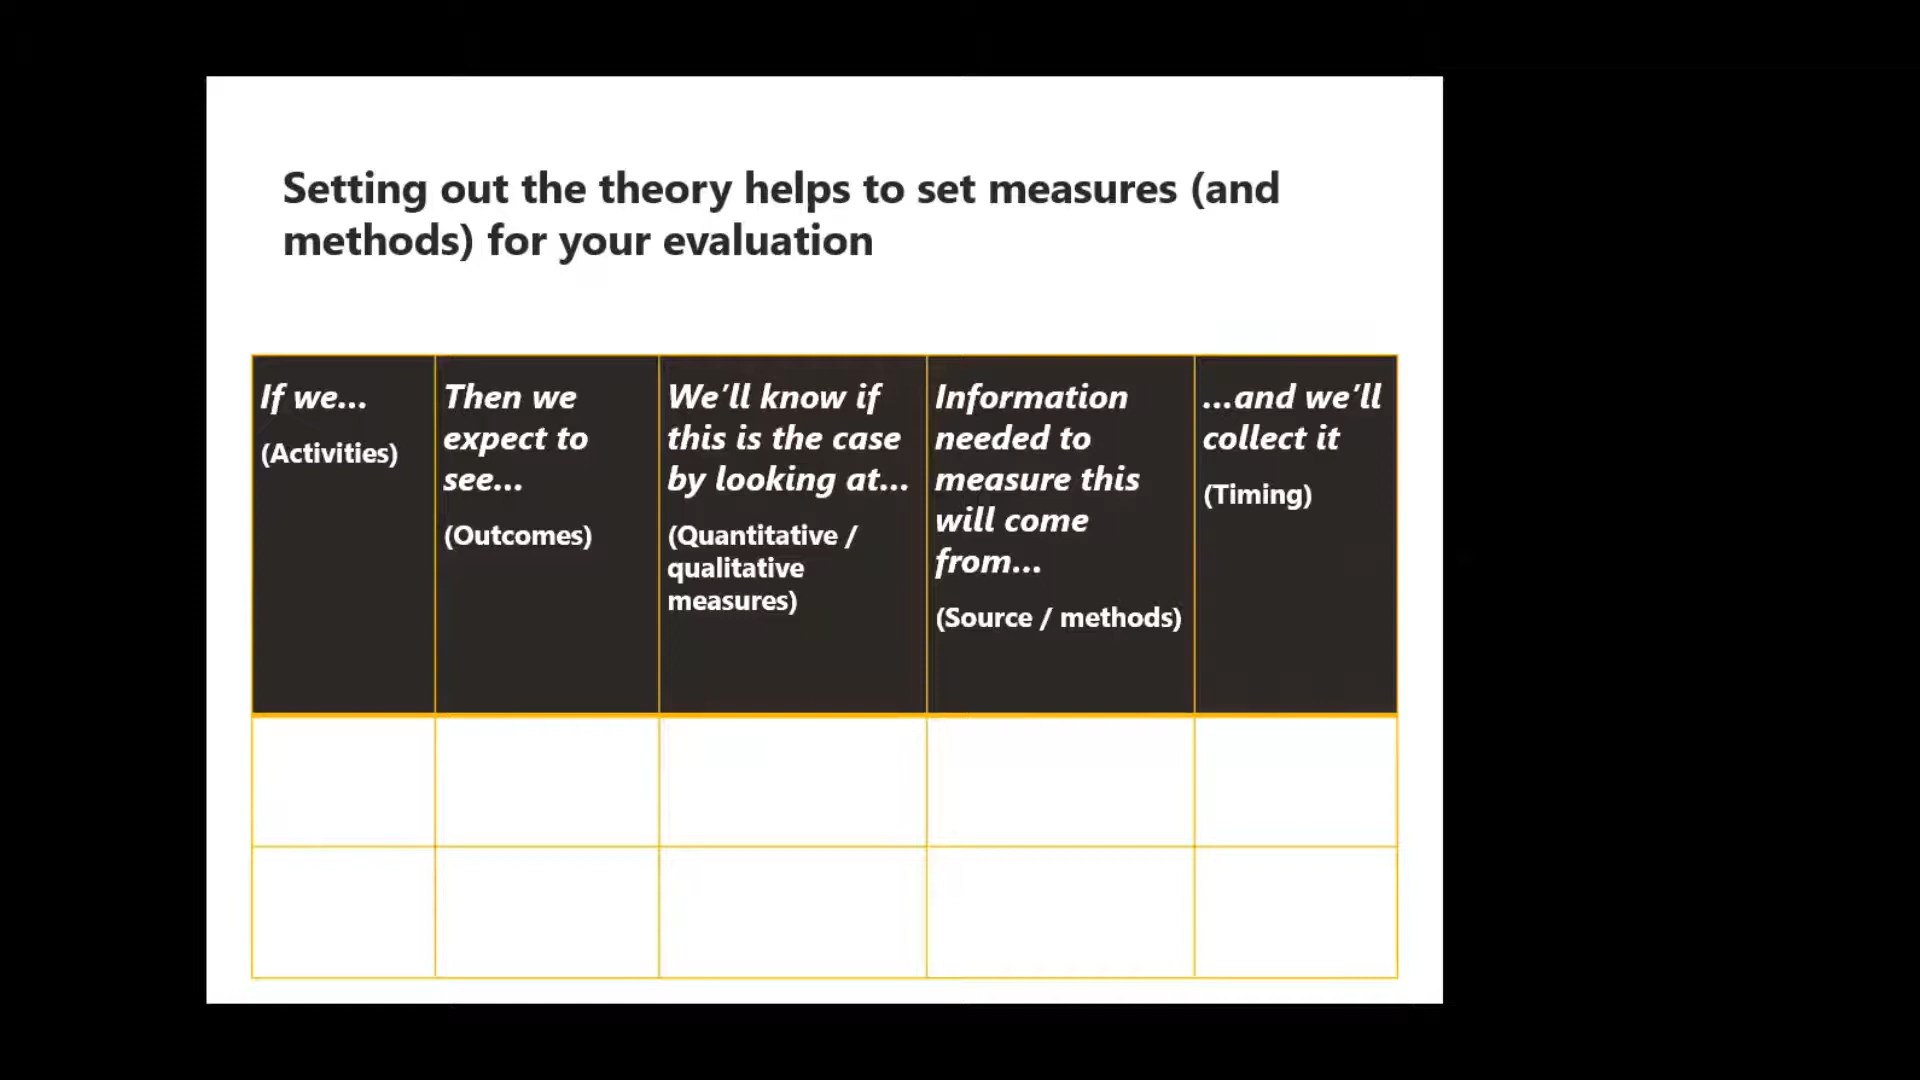 Setting out the theory helps to set measures (and
methods) for your evaluation
If we...
(Activities)
Then we
expect to
see...
(Outcomes)
We’ll know if
this is the case
by looking at...
(Quantitative /
qualitative
measures)
Information
needed to
measure this
will come
from...
(Source / methods)
...and we’ll
collect it
(Timing)